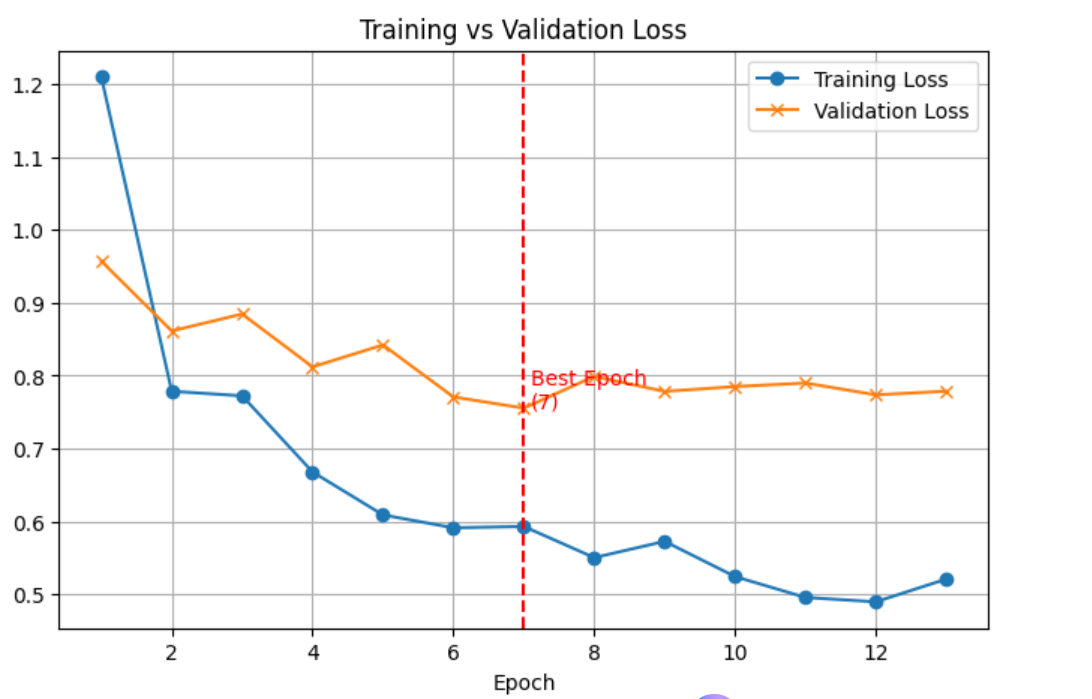 Training vs Validation Loss
Training Loss
Validation Loss
1.2
1.1
1.0
0.9
0.8
0.7
0.6
0.5
Best Epoch
(7)
2 4 6 8 10 12
Epoch